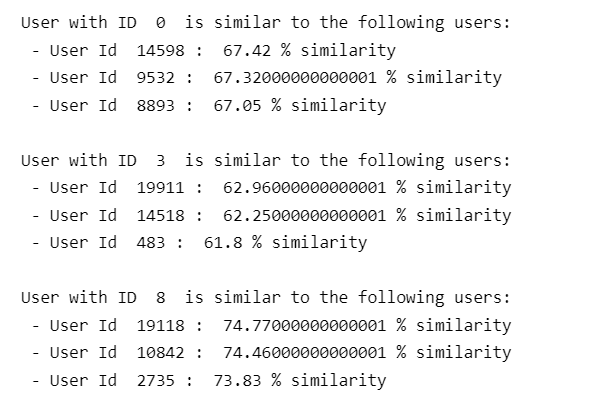 User with ID  0  is similar to the following users:
 - User Id  14598 :  67.42 % similarity
 - User Id  9532 :  67.32000000000001 % similarity
 - User Id  8893 :  67.05 % similarity

User with ID  3  is similar to the following users:
 - User Id  19911 :  62.96000000000001 % similarity
 - User Id  14518 :  62.25000000000001 % similarity
 - User Id  483 :  61.8 % similarity

User with ID  8  is similar to the following users:
 - User Id  19118 :  74.77000000000001 % similarity
 - User Id  10842 :  74.46000000000001 % similarity
 - User Id  2735 :  73.83 % similarity